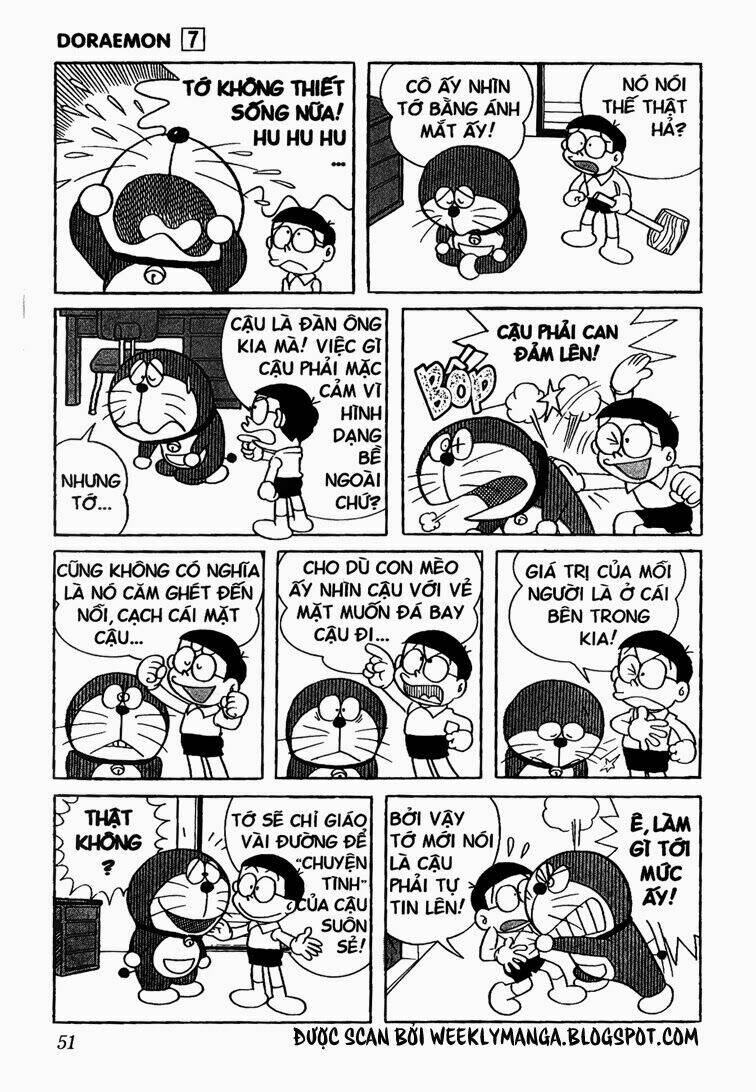 DORAEMON 7
TỚ KHÔNG THIẾT
SỐNG NỮA!
HU HU HU
...
CÔ ẤY NHÌN
TỚ BẰNG ÁNH
MẮT ẤY!
NÓ NÓI
THẾ THẬT
HẢ?
CẬU LÀ ĐÀN ÔNG
KIA MÀ! VIỆC GÌ
CẬU PHẢI MẶC
CẢM VÌ
HÌNH
DẠNG
BỀ
NGOÀI
CHỨ?
NHƯNG
TỚ...
CẬU PHẢI CAN
ĐẢM LÊN!
BỐP
CŨNG KHÔNG CÓ NGHĨA
LÀ NÓ CĂM GHÉT ĐẾN
NỔI, CẠCH CÁI MẶT
CẬU...
CHO DÙ CON MÈO
ẤY NHÌN CẬU VỚI VẺ
MẶT MUỐN ĐÁ BAY
CẬU ĐI...
GIÁ TRỊ CỦA MỖI
NGƯỜI LÀ Ở CÁI
BÊN TRONG
KIA!
THẬT
KHÔNG
?
TỚ SẼ CHỈ GIÁO
VÀI ĐƯỜNG ĐỂ
"CHUYỆN
TÌNH"
CỦA CẬU
SUÔN
SẺ!
BỞI VẬY
TỚ MỚI NÓI
LÀ CẬU
PHẢI TỰ
TIN LÊN!
Ê, LÀM
GÌ TỚI
MỨC
ẤY!
51
ĐƯỢC SCAN BỞI WEEKLYMANGA.BLOGSPOT.COM